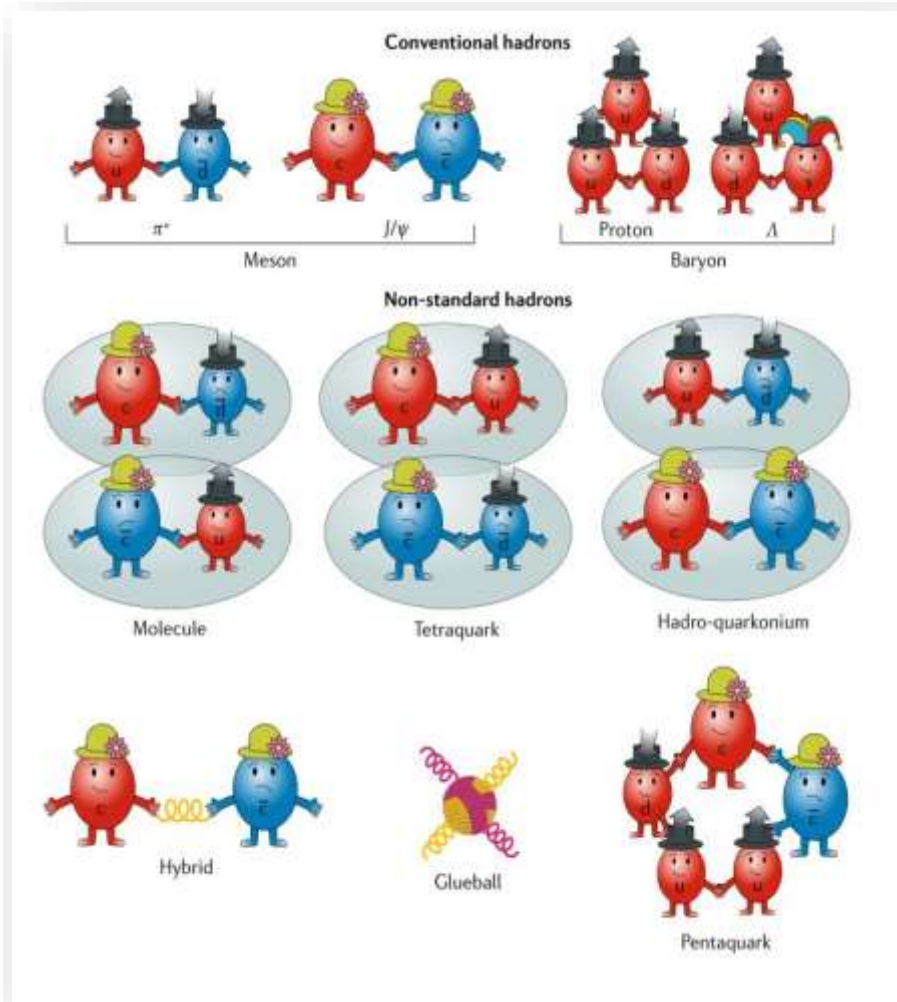 Conventional hadrons
u d̄ c c̄ u u d u d s
π⁺ J/ψ Proton Λ
Meson Baryon
Non-standard hadrons
c d̄ c u u d̄
c̄ u c̄ d̄ c c̄
Molecule Tetraquark Hadro-quarkonium
c
c c̄ d c̄
Hybrid u u
Glueball
Pentaquark